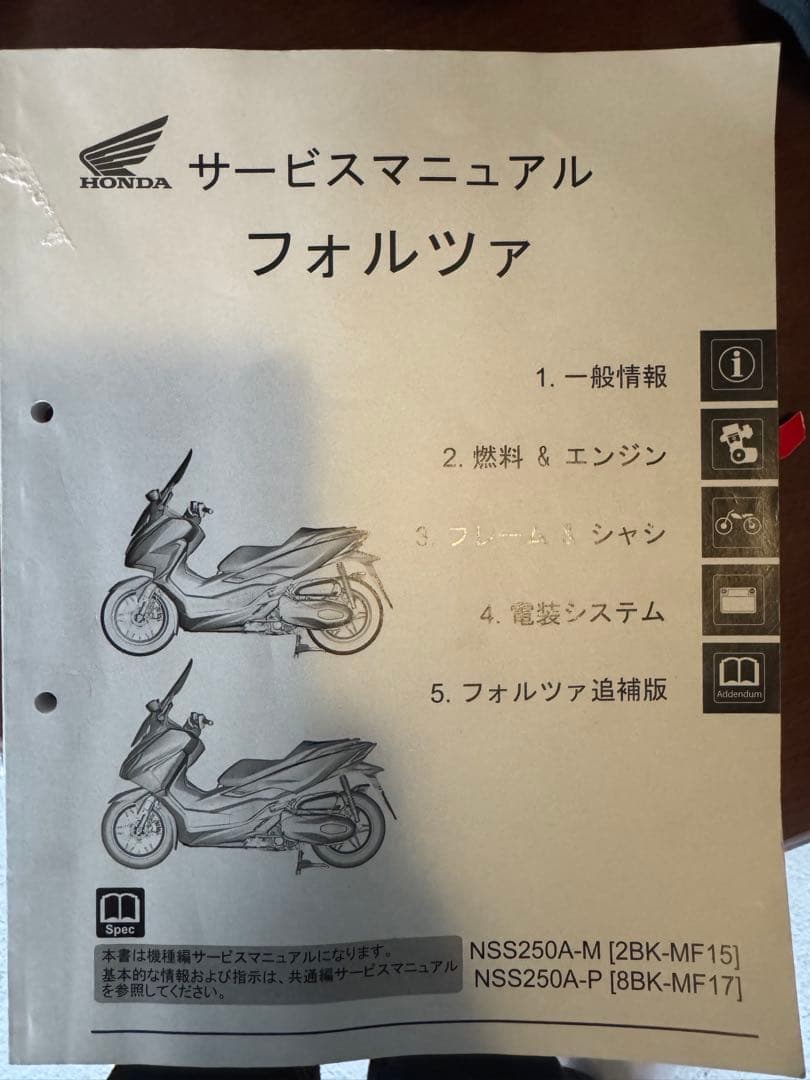 HONDA
サービスマニュアル
フォルツァ
1. 一般情報
2. 燃料 & エンジン
3. フレーム & シャシ
4. 電装システム
5. フォルツァ追補版
Addendum
Spec
本書は機種編サービスマニュアルになります。
基本的な情報および指示は、共通編サービスマニュアル
を参照してください。
NSS250A-M [2BK-MF15]
NSS250A-P [8BK-MF17]